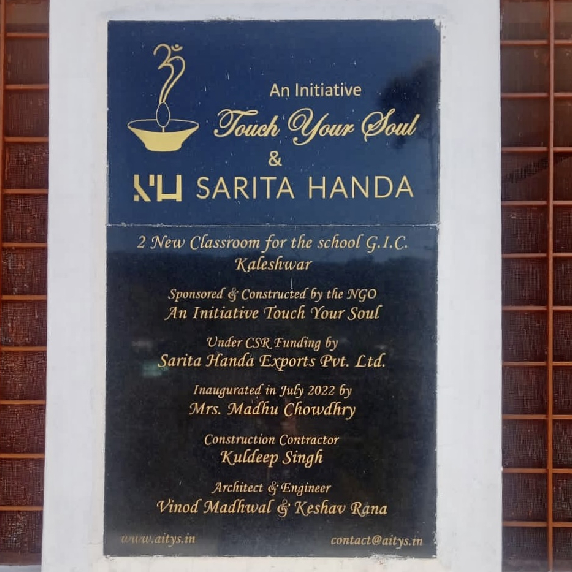 An Initiative
Touch Your Soul
&
SH SARITA HANDA
2 New Classroom for the school G.I.C.
Kaleshwar
Sponsored & Constructed by the NGO
An Initiative Touch Your Soul
Under CSR Funding by
Sarita Handa Exports Pvt. Ltd.
Inaugurated in July 2022 by
Mrs. Madhu Chowdhry
Construction Contractor
Kuldeep Singh
Architect & Engineer
Vinod Madhwal & Keshav Rana
www.aitys.in contact@aitys.in